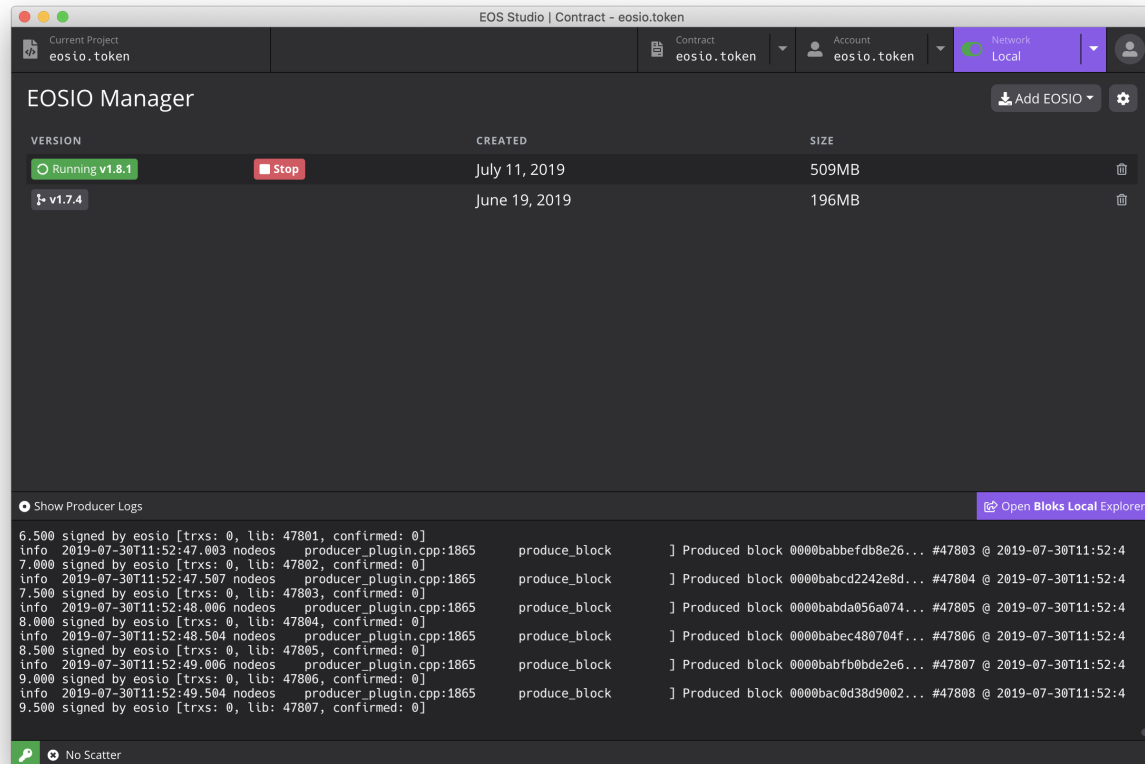 EOS Studio | Contract - eosio.token
Current Project
eosio.token
Contract
eosio.token
Account
eosio.token
Network
Local
EOSIO Manager
Add EOSIO
VERSION CREATED SIZE
Running v1.8.1 Stop July 11, 2019 509MB
v1.7.4 June 19, 2019 196MB
Show Producer Logs
Open Bloks Local Explorer
6.500 signed by eosio [trxs: 0, lib: 47801, confirmed: 0]
info 2019-07-30T11:52:47.003 nodeos producer_plugin.cpp:1865 produce_block ] Produced block 0000babbefdb8e26... #47803 @ 2019-07-30T11:52:4
7.000 signed by eosio [trxs: 0, lib: 47802, confirmed: 0]
info 2019-07-30T11:52:47.507 nodeos producer_plugin.cpp:1865 produce_block ] Produced block 0000babcd2242e8d... #47804 @ 2019-07-30T11:52:4
7.500 signed by eosio [trxs: 0, lib: 47803, confirmed: 0]
info 2019-07-30T11:52:48.006 nodeos producer_plugin.cpp:1865 produce_block ] Produced block 0000babda056a074... #47805 @ 2019-07-30T11:52:4
8.000 signed by eosio [trxs: 0, lib: 47804, confirmed: 0]
info 2019-07-30T11:52:48.504 nodeos producer_plugin.cpp:1865 produce_block ] Produced block 0000babec480704f... #47806 @ 2019-07-30T11:52:4
8.500 signed by eosio [trxs: 0, lib: 47805, confirmed: 0]
info 2019-07-30T11:52:49.006 nodeos producer_plugin.cpp:1865 produce_block ] Produced block 0000babfb0bde2e6... #47807 @ 2019-07-30T11:52:4
9.000 signed by eosio [trxs: 0, lib: 47806, confirmed: 0]
info 2019-07-30T11:52:49.504 nodeos producer_plugin.cpp:1865 produce_block ] Produced block 0000bac0d38d9002... #47808 @ 2019-07-30T11:52:4
9.500 signed by eosio [trxs: 0, lib: 47807, confirmed: 0]
No Scatter